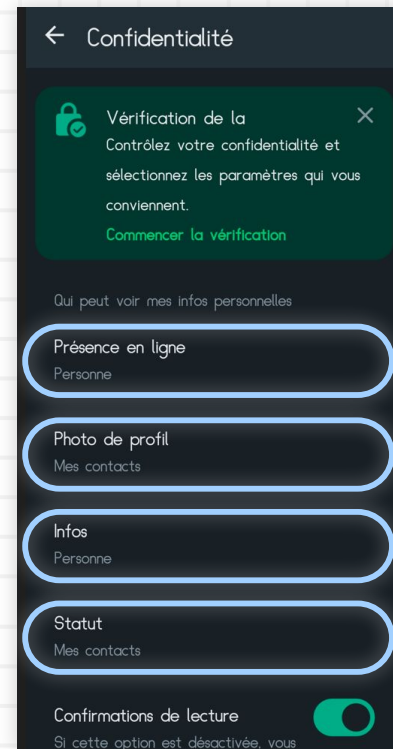 Confidentialité
Vérification de la
Contrôlez votre confidentialité et
sélectionnez les paramètres qui vous
conviennent.
Commencer la vérification
Qui peut voir mes infos personnelles
Présence en ligne
Personne
Photo de profil
Mes contacts
Infos
Personne
Statut
Mes contacts
Confirmations de lecture
Si cette option est désactivée, vous